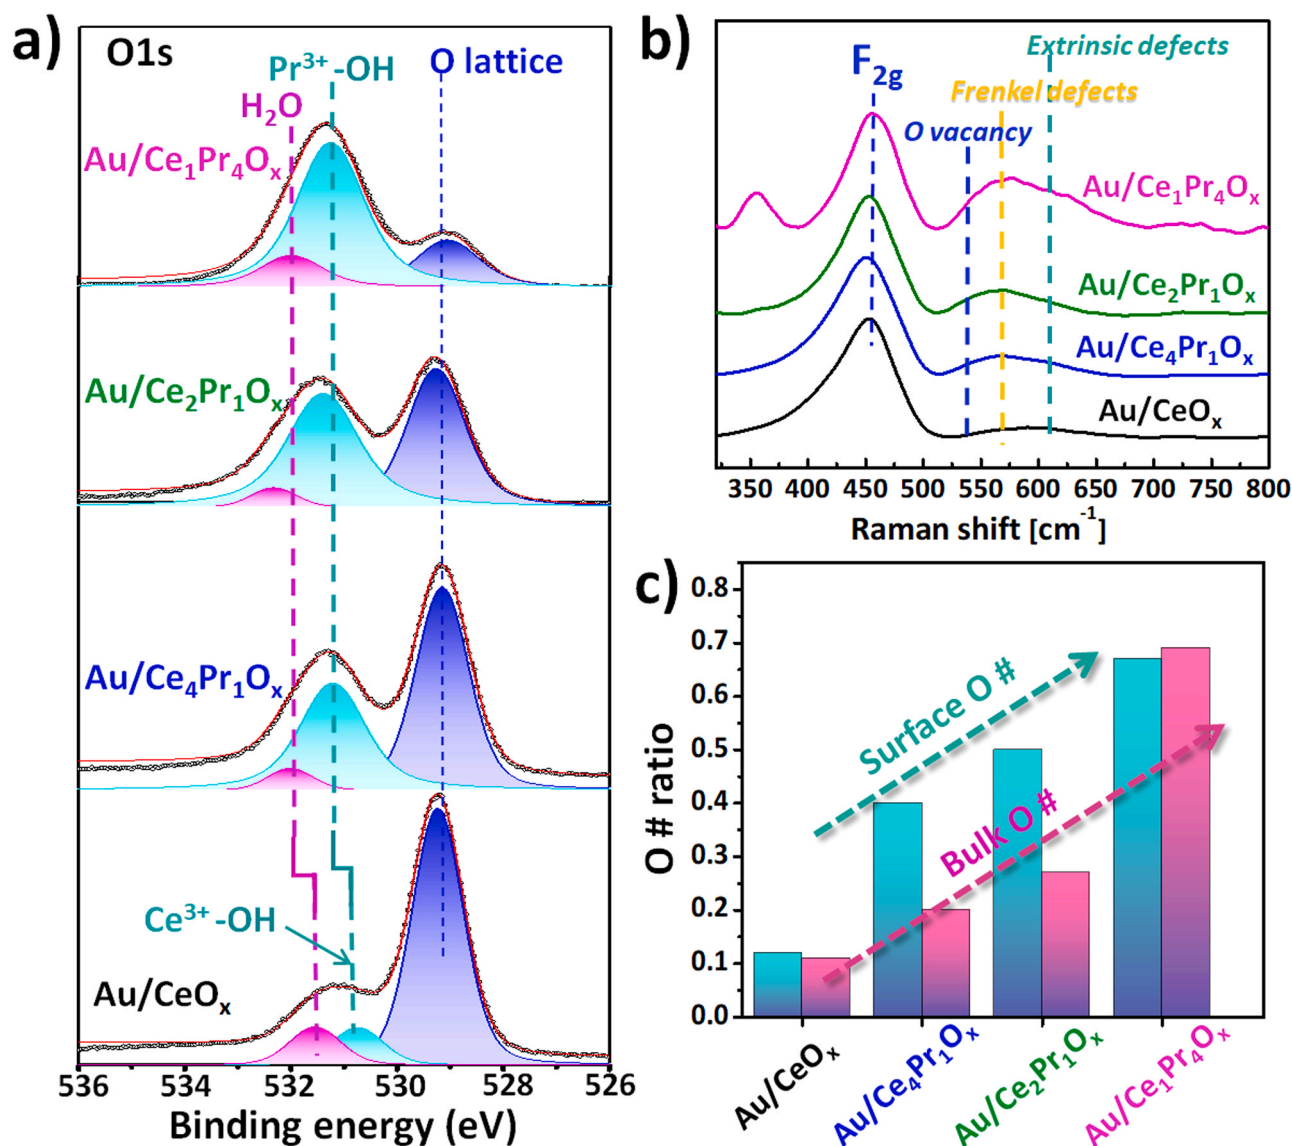 a)
O1s
Pr³⁺-OH
O lattice
H₂O
Au/Ce₁Pr₄Oₓ
Au/Ce₂Pr₁Oₓ
Au/Ce₄Pr₁Oₓ
Ce³⁺-OH
Au/CeOₓ
536 534 532 530 528 526
Binding energy (eV)
b)
Extrinsic defects
F₂g
Frenkel defects
O vacancy
Au/Ce₁Pr₄Oₓ
Au/Ce₂Pr₁Oₓ
Au/Ce₄Pr₁Oₓ
Au/CeOₓ
350 400 450 500 550 600 650 700 750 800
Raman shift [cm⁻¹]
c)
0.8
0.7
0.6
0.5
0.4
0.3
0.2
0.1
0.0
O # ratio
Surface O #
Bulk O #
Au/CeOₓ
Au/Ce₄Pr₁Oₓ
Au/Ce₂Pr₁Oₓ
Au/Ce₁Pr₄Oₓ